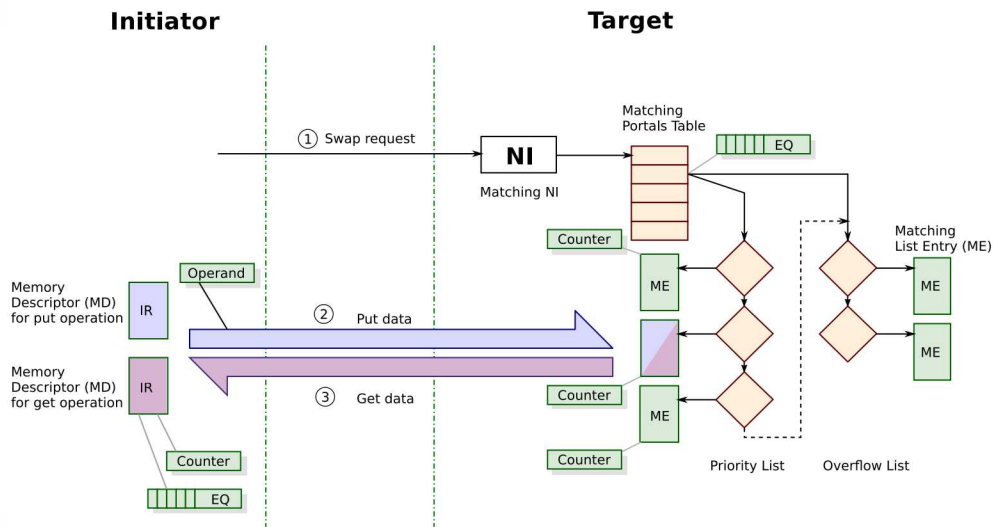 Initiator
Target
1 Swap request
Matching
Portals Table
NI
Matching NI
EQ
Counter
Matching
List Entry (ME)
Operand
ME
ME
Memory
Descriptor (MD)
for put operation
IR
2 Put data
ME
Memory
Descriptor (MD)
for get operation
IR
3 Get data
Counter
ME
Counter
Counter
Priority List
Overflow List
EQ